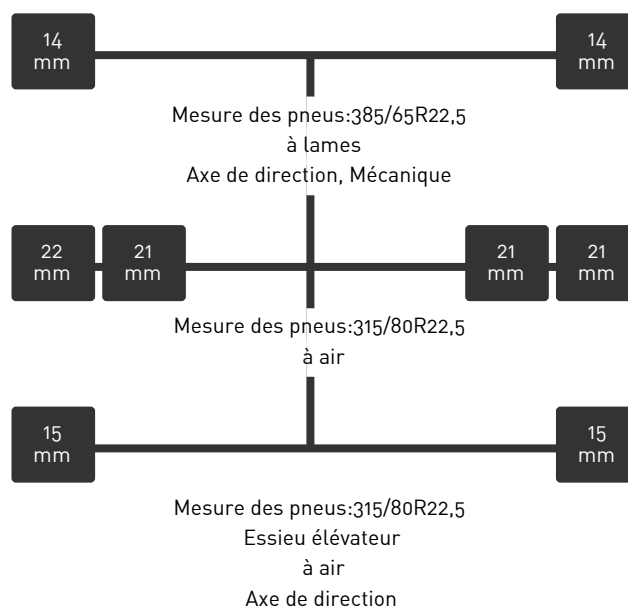 14 mm
14 mm
Mesure des pneus:385/65R22,5
à lames
Axe de direction, Mécanique
22 mm
21 mm
21 mm
21 mm
Mesure des pneus:315/80R22,5
à air
15 mm
15 mm
Mesure des pneus:315/80R22,5
Essieu élévateur
à air
Axe de direction